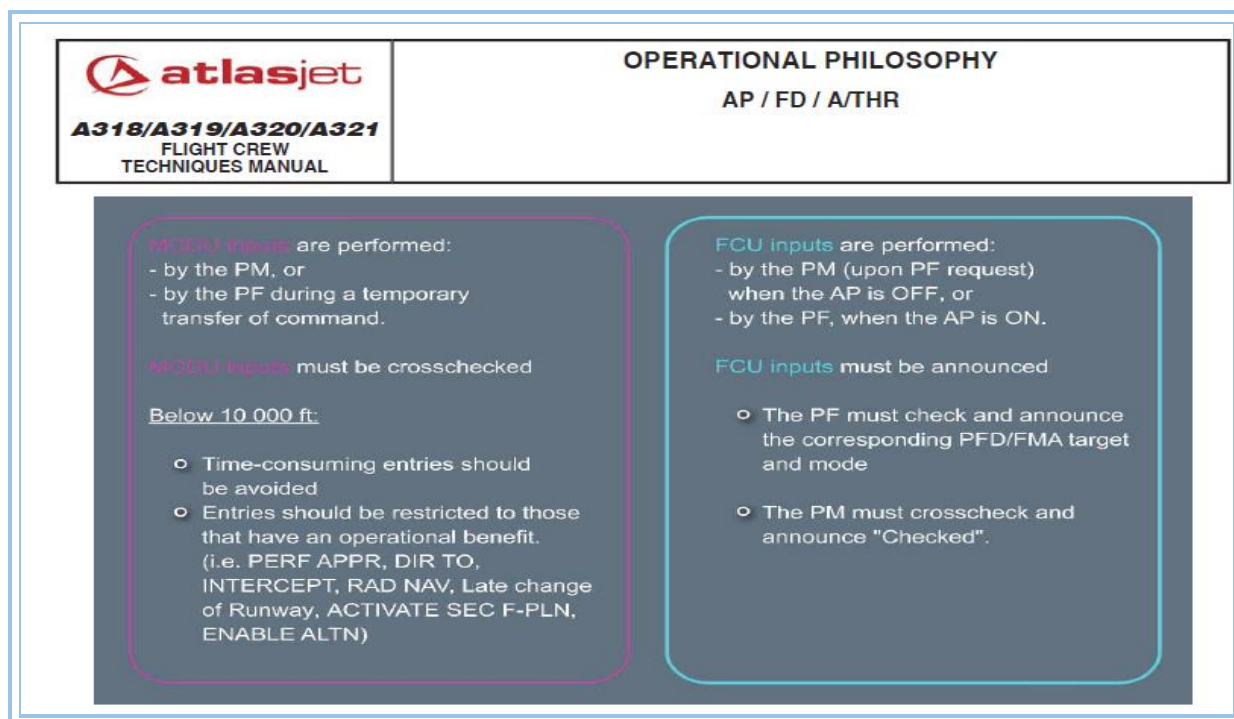 atlasjet
A318/A319/A320/A321
FLIGHT CREW
TECHNIQUES MANUAL
OPERATIONAL PHILOSOPHY
AP / FD / A/THR
MCDU inputs are performed:
- by the PM, or
- by the PF during a temporary
transfer of command.
MCDU inputs must be crosschecked
Below 10 000 ft:
Time-consuming entries should
be avoided
Entries should be restricted to those
that have an operational benefit.
(i.e. PERF APPR, DIR TO,
INTERCEPT, RAD NAV, Late change
of Runway, ACTIVATE SEC F-PLN,
ENABLE ALTN)
FCU inputs are performed:
- by the PM (upon PF request)
when the AP is OFF, or
- by the PF, when the AP is ON.
FCU inputs must be announced
The PF must check and announce
the corresponding PFD/FMA target
and mode
The PM must crosscheck and
announce "Checked".